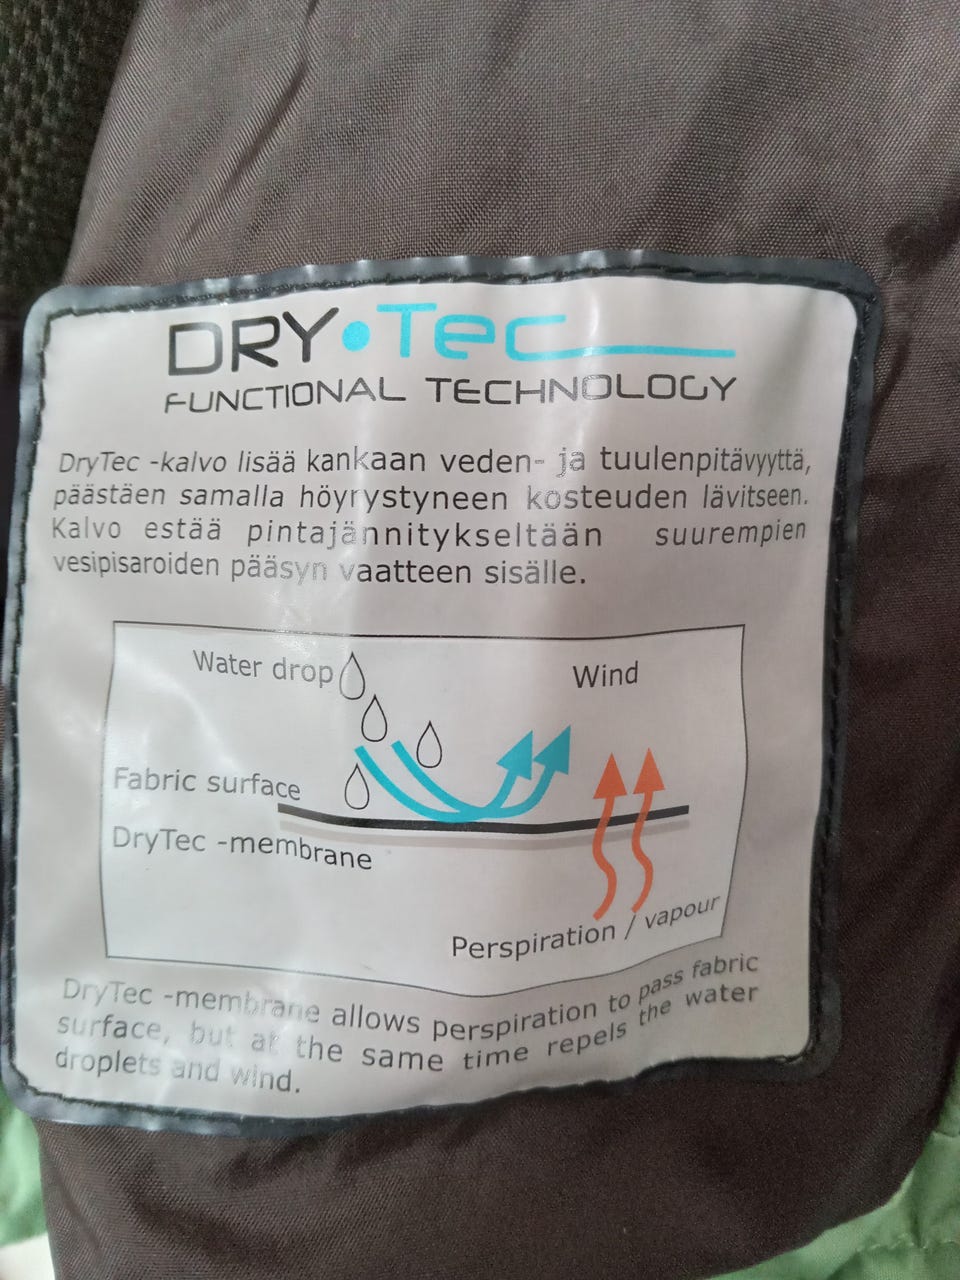 DRY•Tec
FUNCTIONAL TECHNOLOGY
DryTec -kalvo lisää kankaan veden- ja tuulenpitävyyttä,
päästäen samalla höyrystyneen kosteuden lävitseen.
Kalvo estää pintajännitykseltään suurempien
vesipisaroiden pääsyn vaatteen sisälle.
Water drop
Wind
Fabric surface
DryTec -membrane
Perspiration / vapour
DryTec -membrane allows perspiration to pass fabric
surface, but at the same time repels the water
droplets and wind.